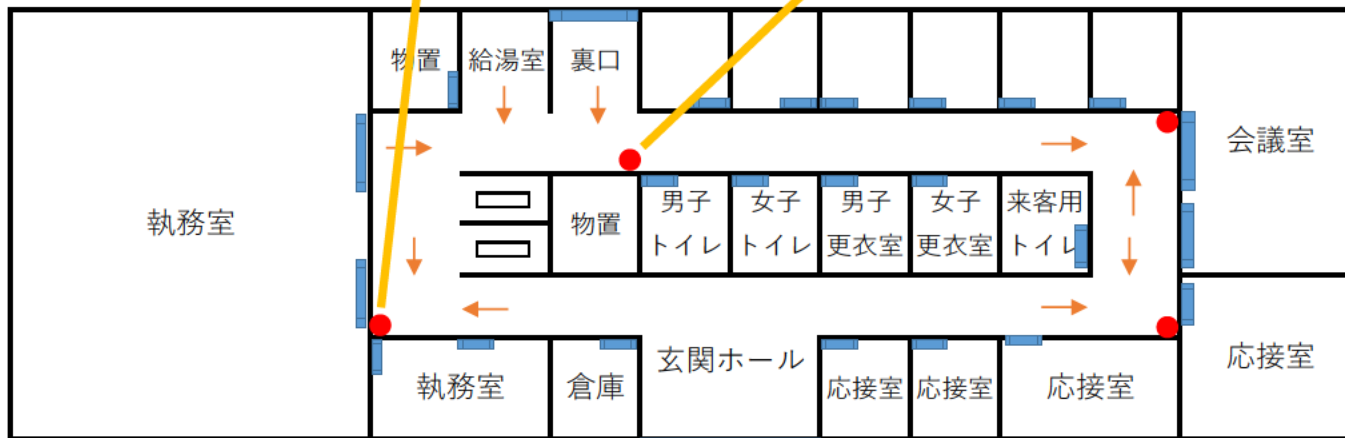 物置
給湯室
裏口
会議室
執務室
物置
男子
トイレ
女子
トイレ
男子
更衣室
女子
更衣室
来客用
トイレ
玄関ホール
執務室
倉庫
応接室
応接室
応接室
応接室